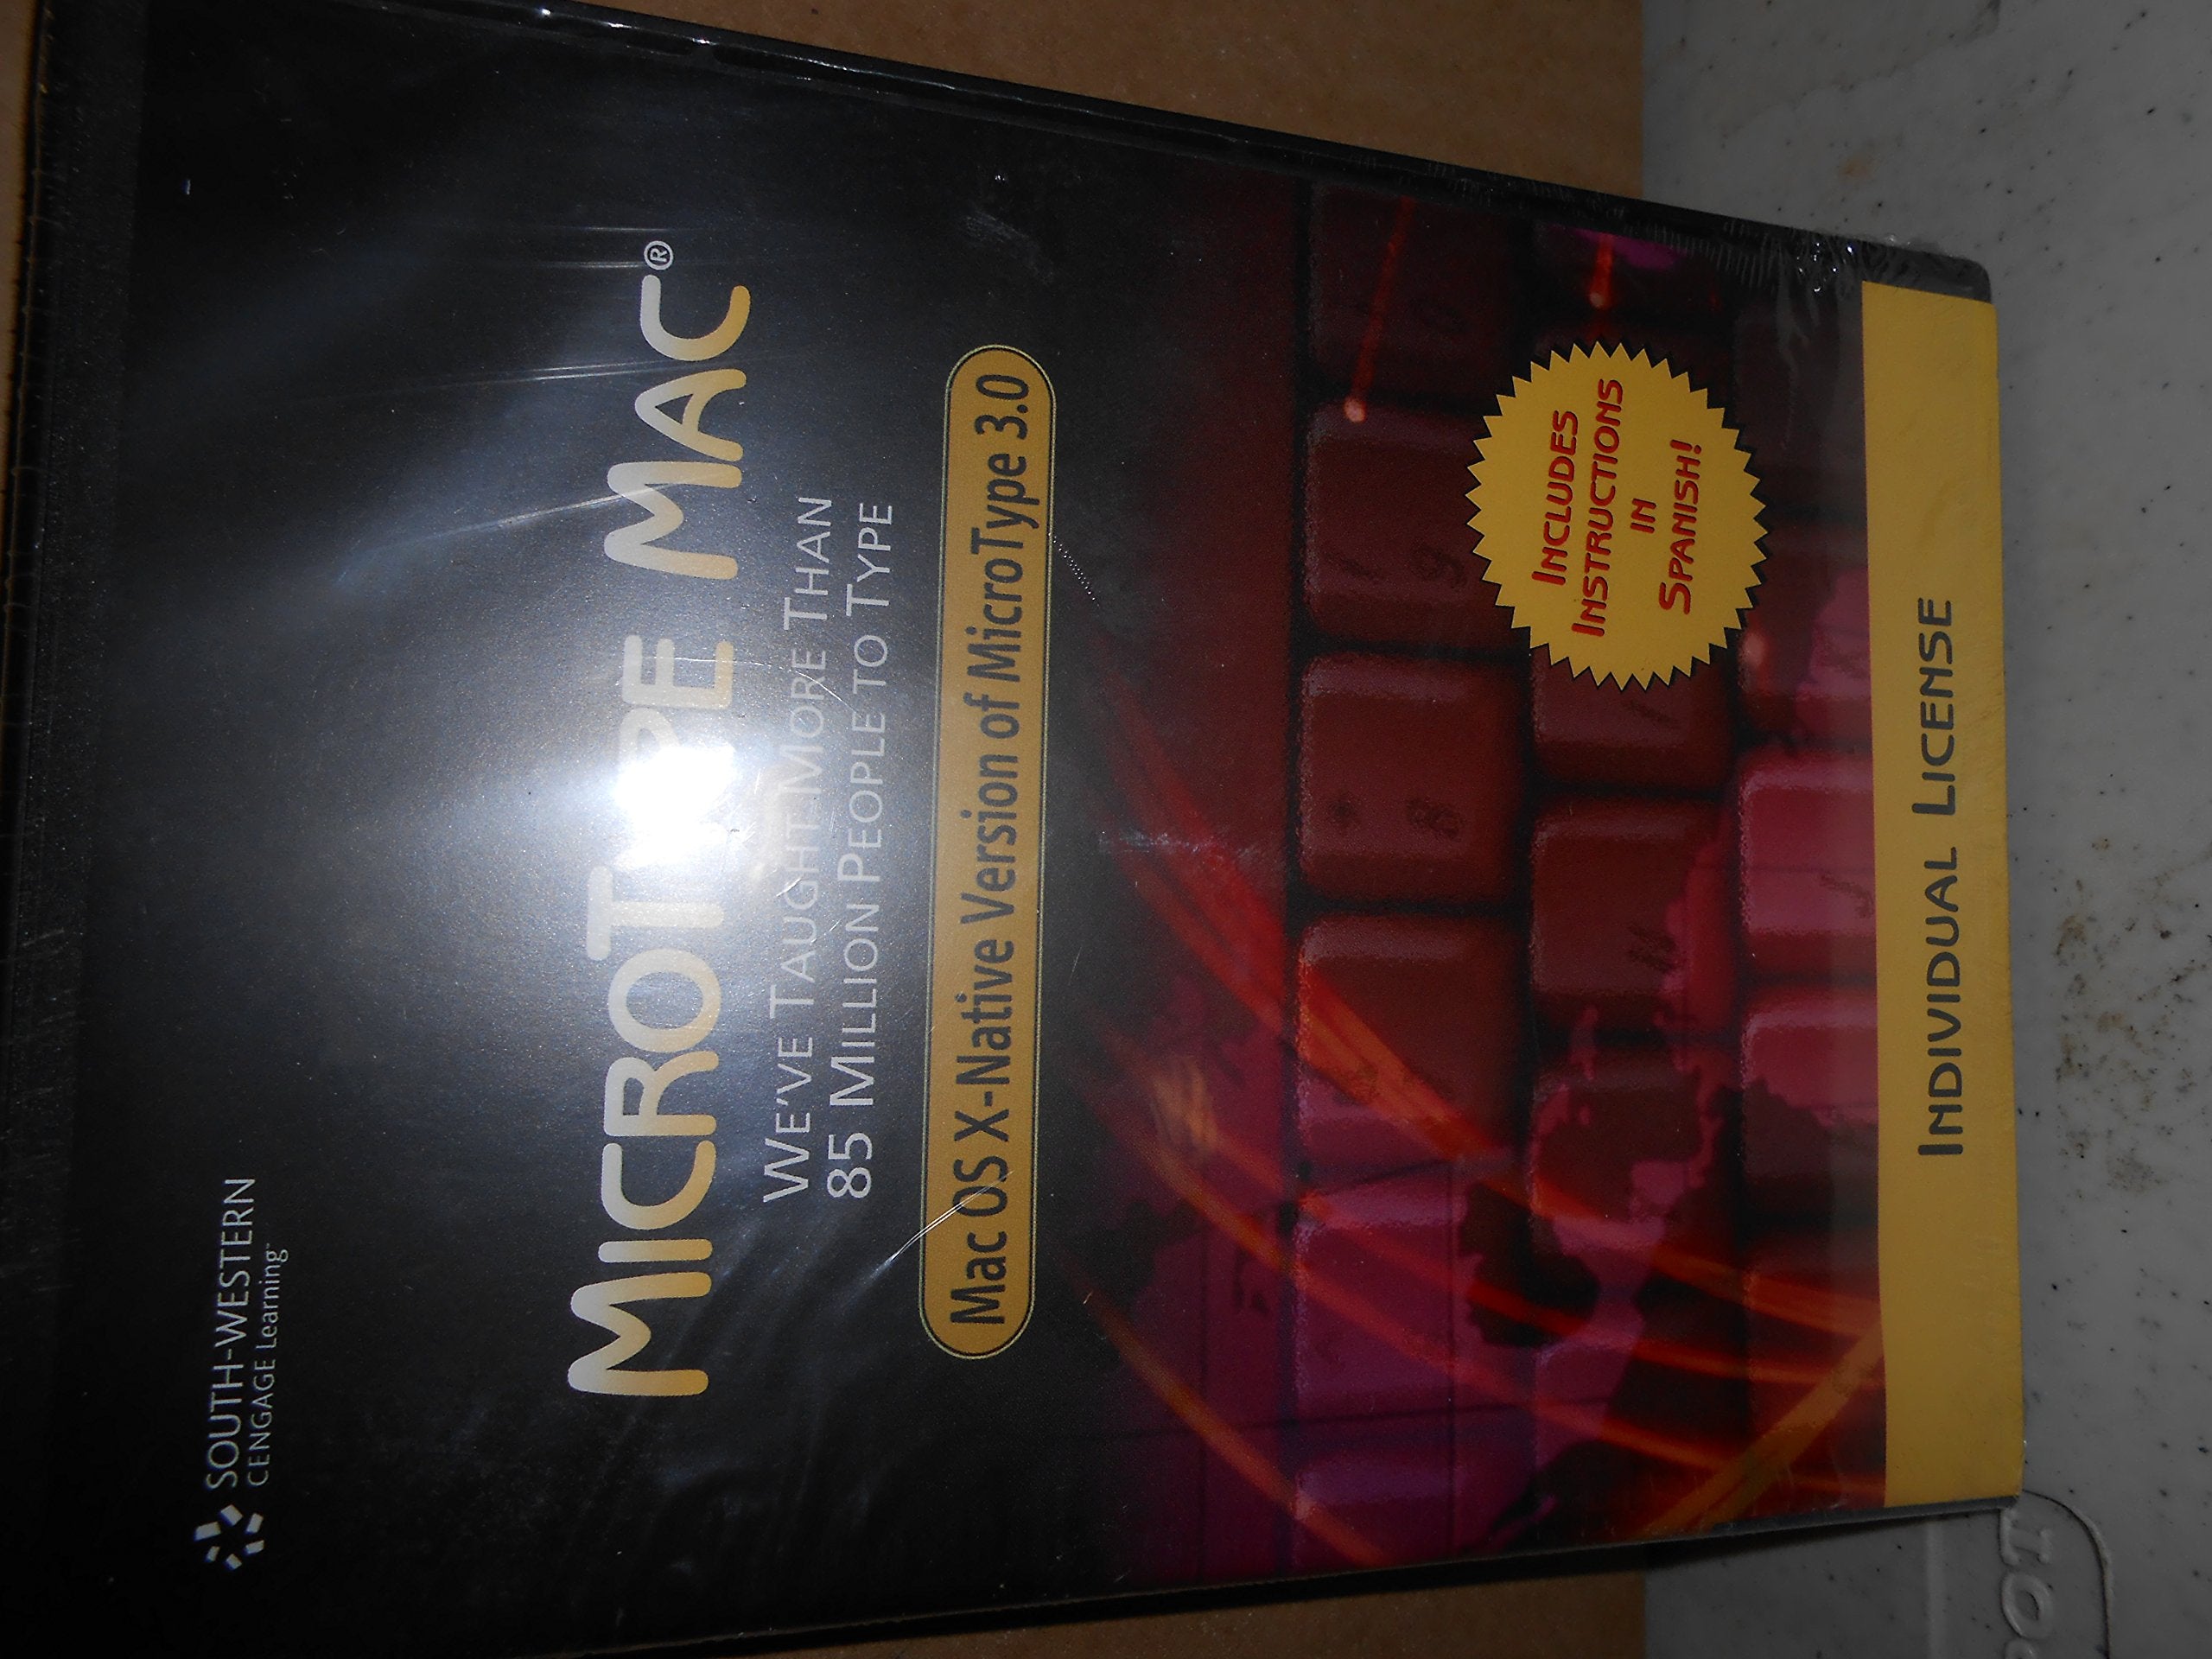 SOUTH-WESTERN
CENGAGE Learning™
MICROTYPE MAC®
WE'VE TAUGHT MORE THAN
85 MILLION PEOPLE TO TYPE
Mac OS X-Native Version of MicroType 3.0
INCLUDES
INSTRUCTIONS
IN
SPANISH!
INDIVIDUAL LICENSE